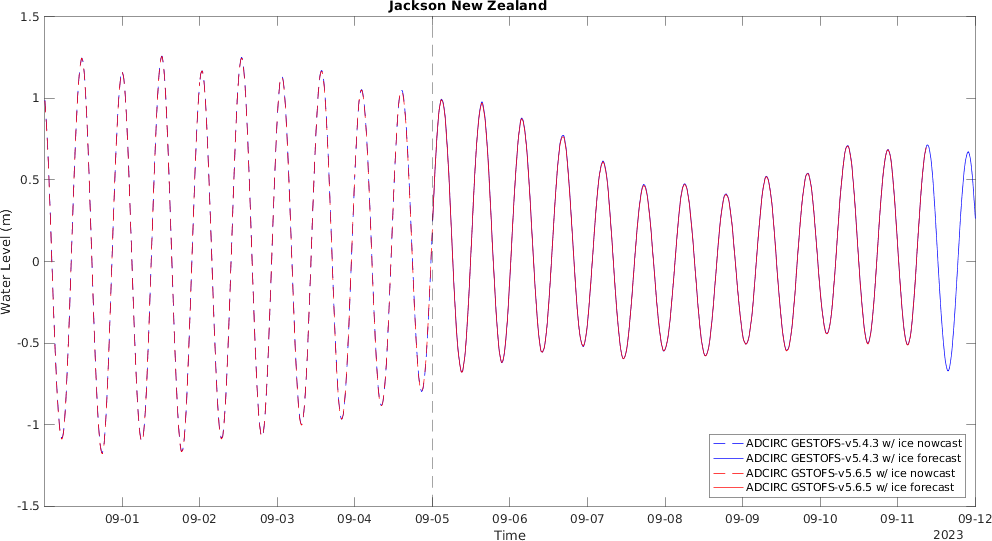 Jackson New Zealand
1.5
1
0.5
0
-0.5
-1
-1.5
Water Level (m)
09-01 09-02 09-03 09-04 09-05 09-06 09-07 09-08 09-09 09-10 09-11 09-12
Time
2023
ADCIRC GESTOFS-v5.4.3 w/ ice nowcast
ADCIRC GESTOFS-v5.4.3 w/ ice forecast
ADCIRC GSTOFS-v5.6.5 w/ ice nowcast
ADCIRC GSTOFS-v5.6.5 w/ ice forecast